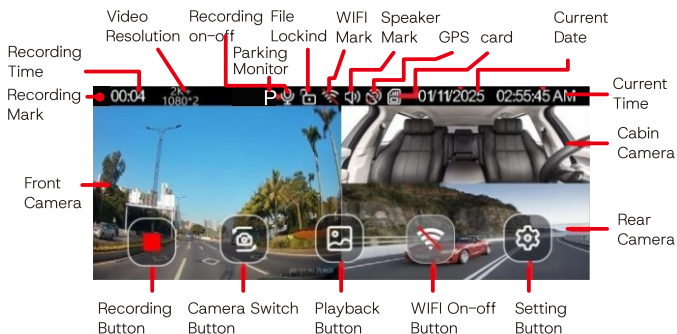 Video
Resolution
Recording
on-off
File
Lockind
WIFI
Mark
Speaker
Mark
GPS card
Current
Date
Recording
Time
Parking
Monitor
Recording
Mark
00:04
2K+
1080*2
P
01/11/2025 02:55:45 AM
Current
Time
Cabin
Camera
Front
Camera
Rear
Camera
Recording
Button
Camera Switch
Button
Playback
Button
WIFI On-off
Button
Setting
Button